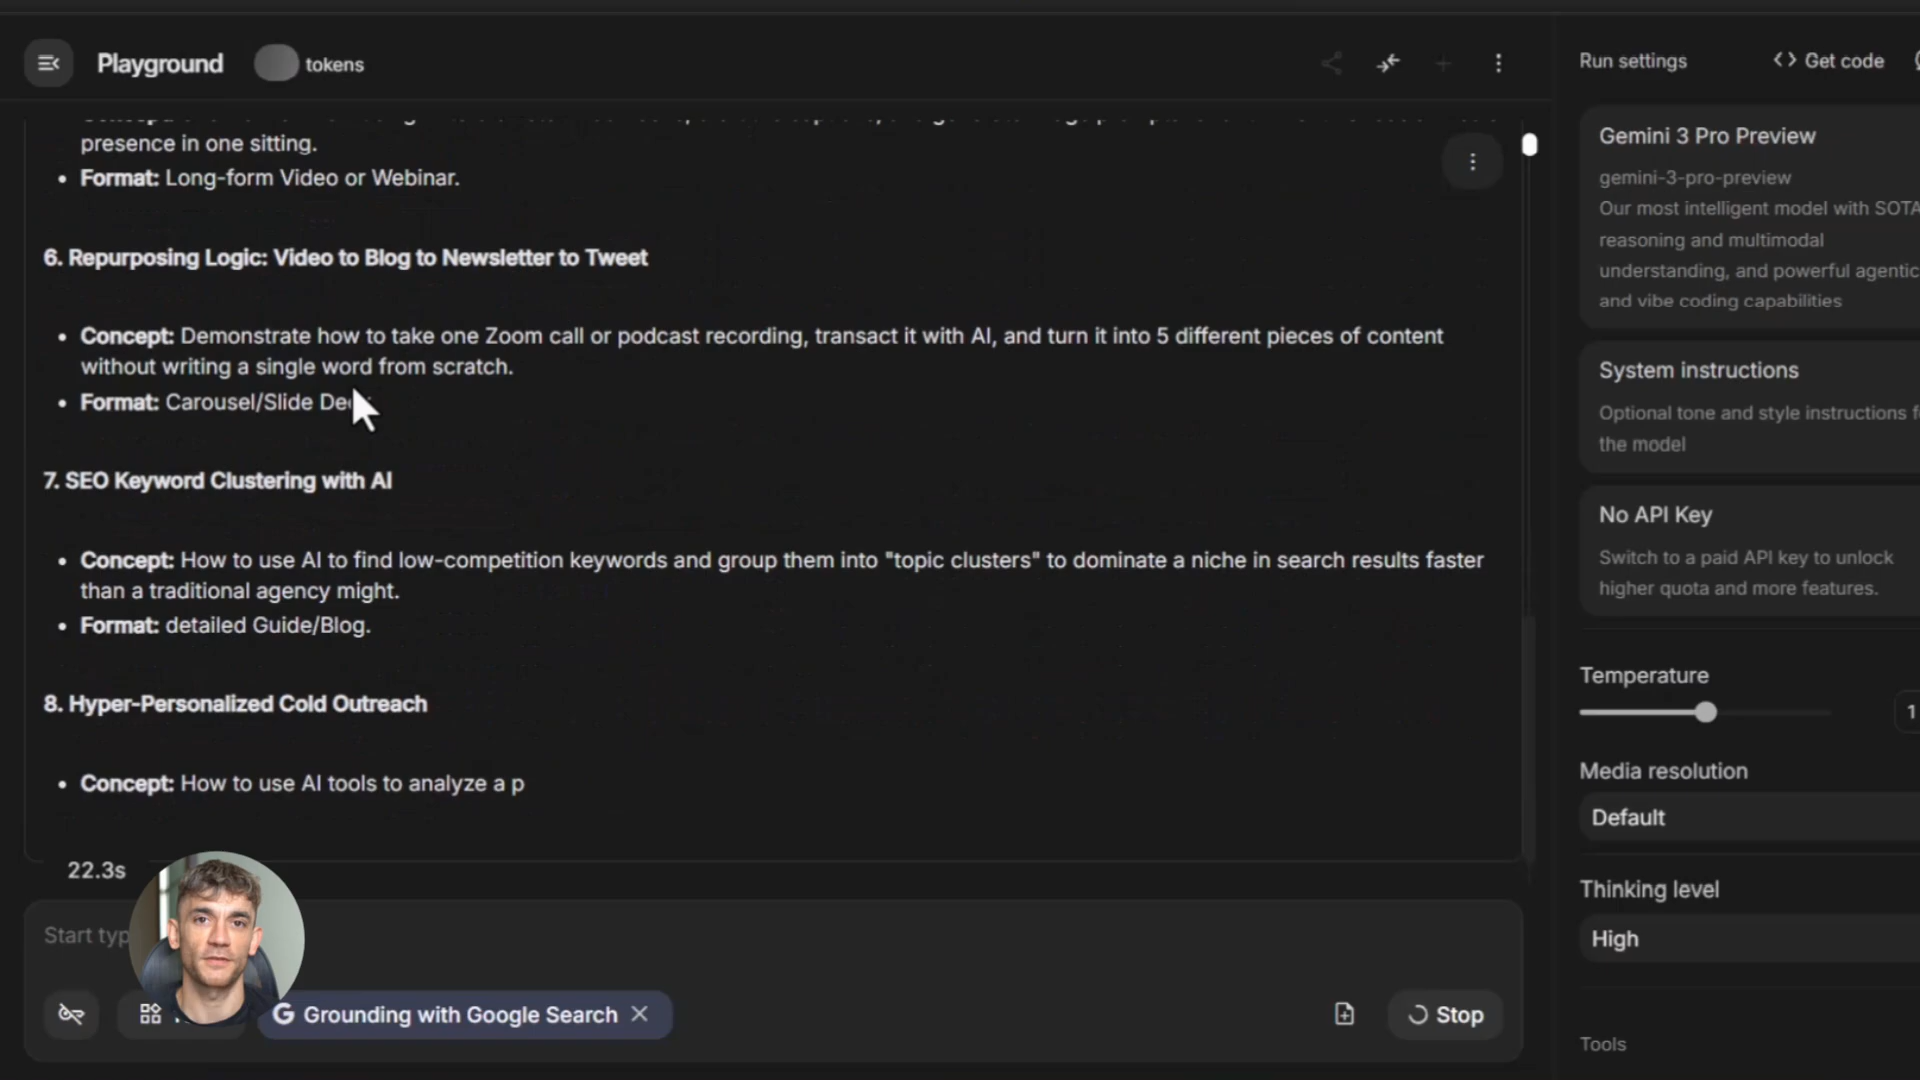 Playground
tokens
Run settings
Get code
presence in one sitting.
• Format: Long-form Video or Webinar.
6. Repurposing Logic: Video to Blog to Newsletter to Tweet
• Concept: Demonstrate how to take one Zoom call or podcast recording, transact it with AI, and turn it into 5 different pieces of content
without writing a single word from scratch.
• Format: Carousel/Slide
7. SEO Keyword Clustering with AI
• Concept: How to use AI to find low-competition keywords and group them into "topic clusters" to dominate a niche in search results faster
than a traditional agency might.
• Format: detailed Guide/Blog.
8. Hyper-Personalized Cold Outreach
• Concept: How to use AI tools to analyze a p
22.3s
Start typ
Grounding with Google Search
Stop
Gemini 3 Pro Preview
gemini-3-pro-preview
Our most intelligent model with SOTA
reasoning and multimodal
understanding, and powerful agentic
and vibe coding capabilities
System instructions
Optional tone and style instructions f
the model
No API Key
Switch to a paid API key to unlock
higher quota and more features.
Temperature
1
Media resolution
Default
Thinking level
High
Tools